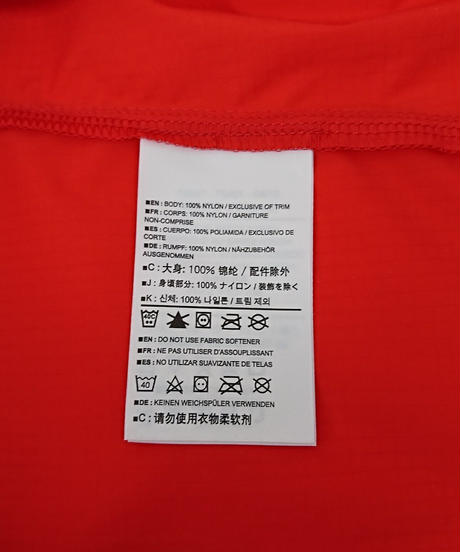 ■EN : BODY: 100% NYLON / EXCLUSIVE OF TRIM
■FR : CORPS: 100% NYLON / GARNITURE
NON-COMPRISE
■ES : CUERPO: 100% POLIAMIDA / EXCLUSIVO DE
CORTE
■DE : RUMPF: 100% NYLON / NÄHZUBEHÖR
AUSGENOMMEN
■C : 大身: 100% 锦纶 / 配件除外
■J : 身頃部分: 100% ナイロン / 装飾を除く
■K : 신체: 100% 나일론 / 트림 제외
40C
■EN : DO NOT USE FABRIC SOFTENER
■FR : NE PAS UTILISER D'ASSOUPLISSANT
■ES : NO UTILIZAR SUAVIZANTE DE TELAS
40
■DE : KEINEN WEICHSPÜLER VERWENDEN
■C : 请勿使用衣物柔软剂